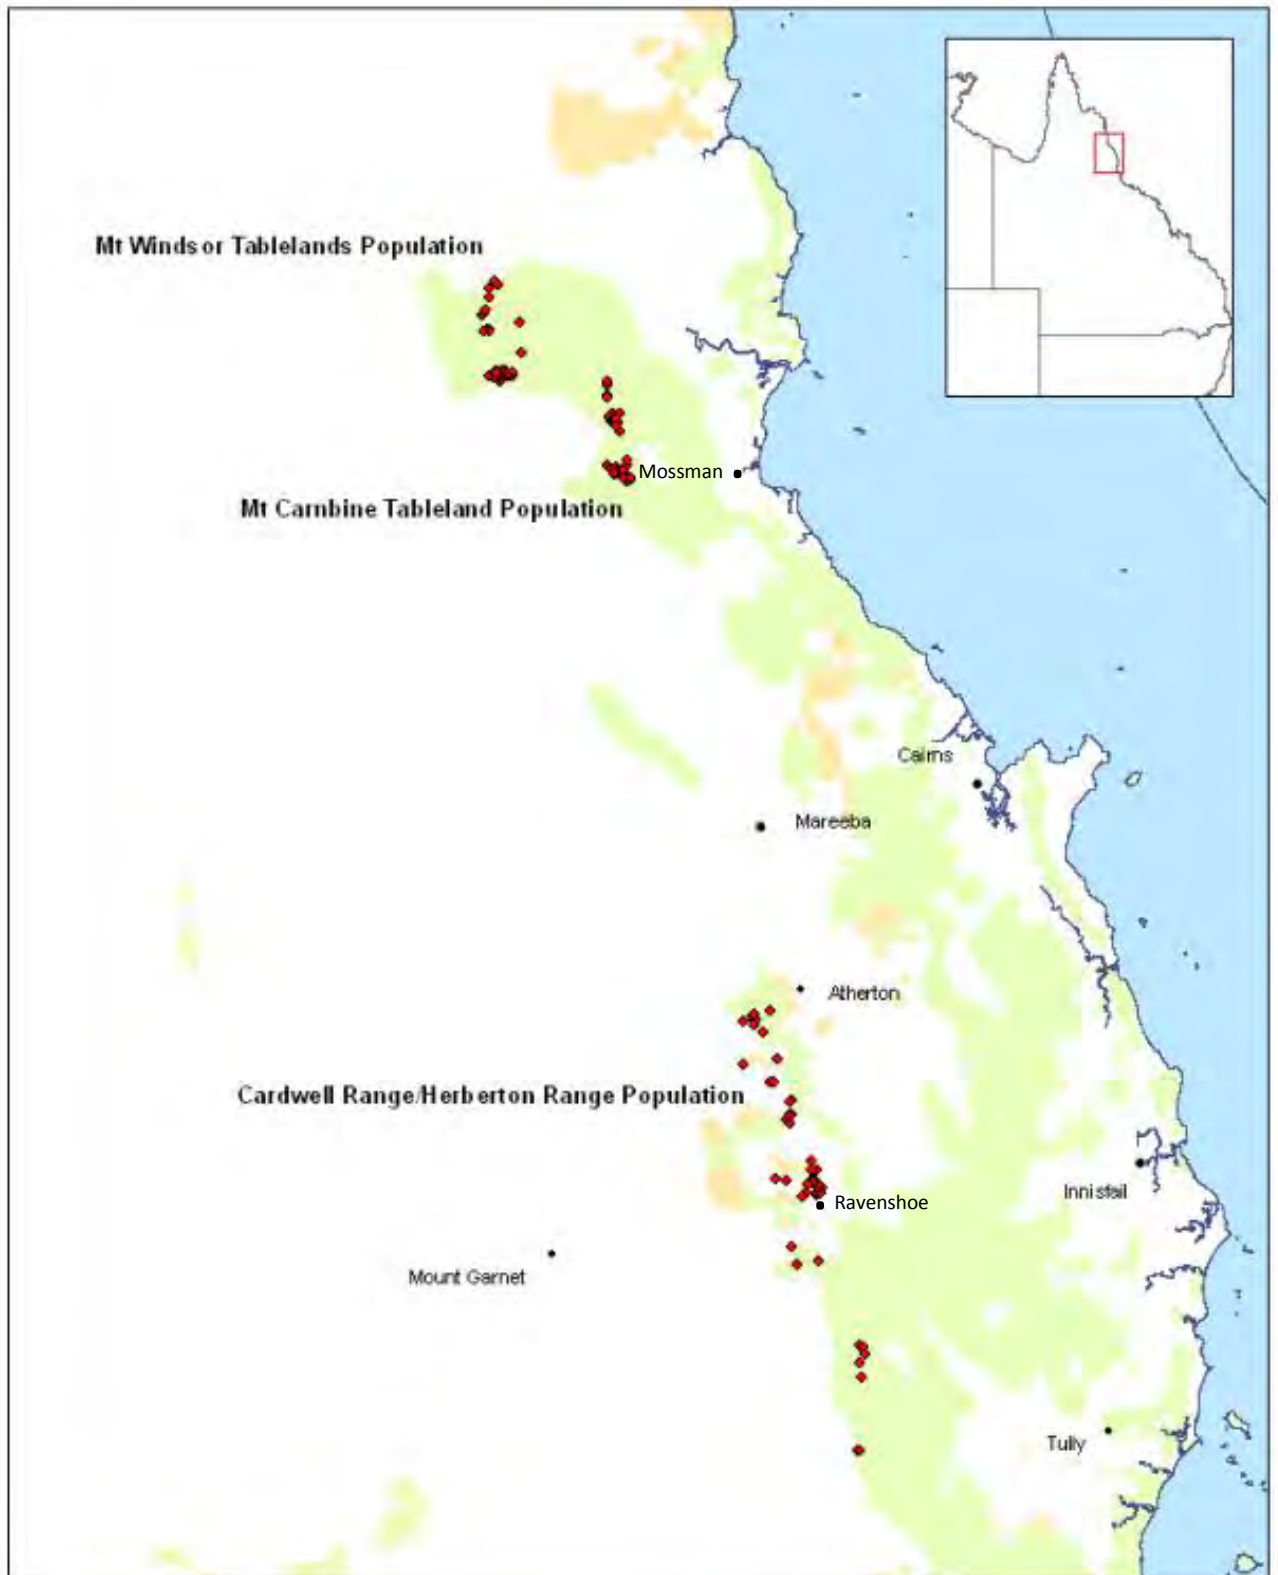 Mt Windsor Tablelands Population
Mossman
Mt Carnbine Tableland Population
Cairns
Mareeba
Atherton
Cardwell Range/Herberton Range Population
Innisfail
Ravenshoe
Mount Garnet
Tully